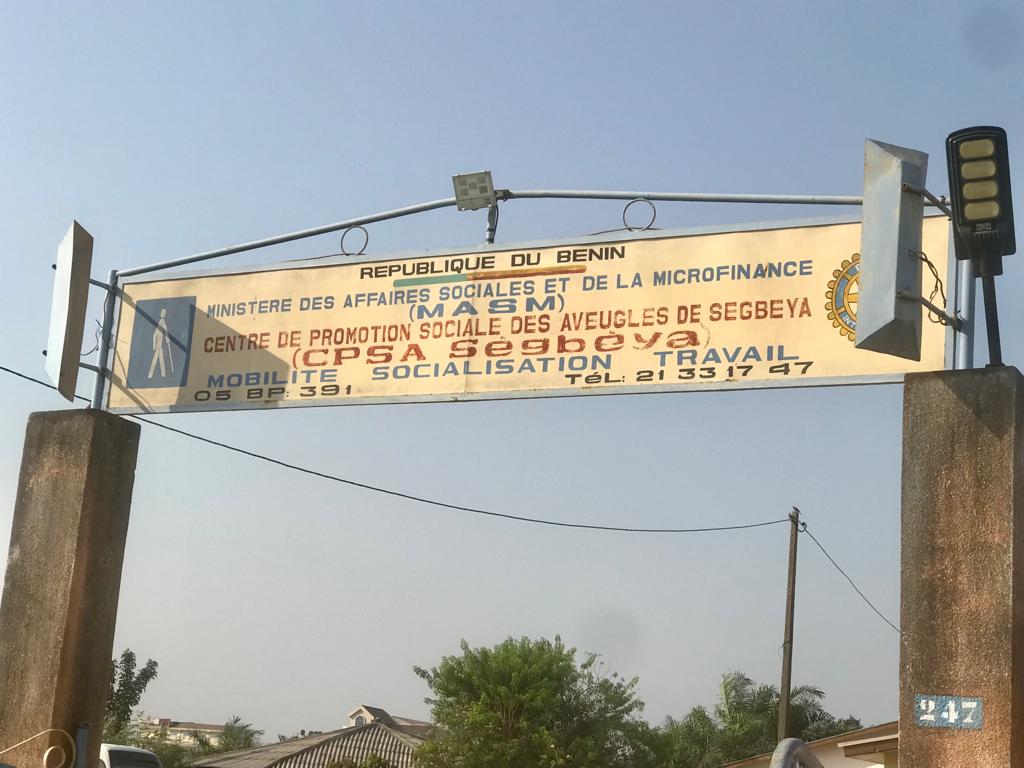 REPUBLIQUE DU BENIN
MINISTERE DES AFFAIRES SOCIALES ET DE LA MICROFINANCE
(MASM)
CENTRE DE PROMOTION SOCIALE DES AVEUGLES DE SEGBEYA
(CPSA Sègbèya)
MOBILITE SOCIALISATION TRAVAIL
05 BP: 391 TéL: 21 33 17 47
247